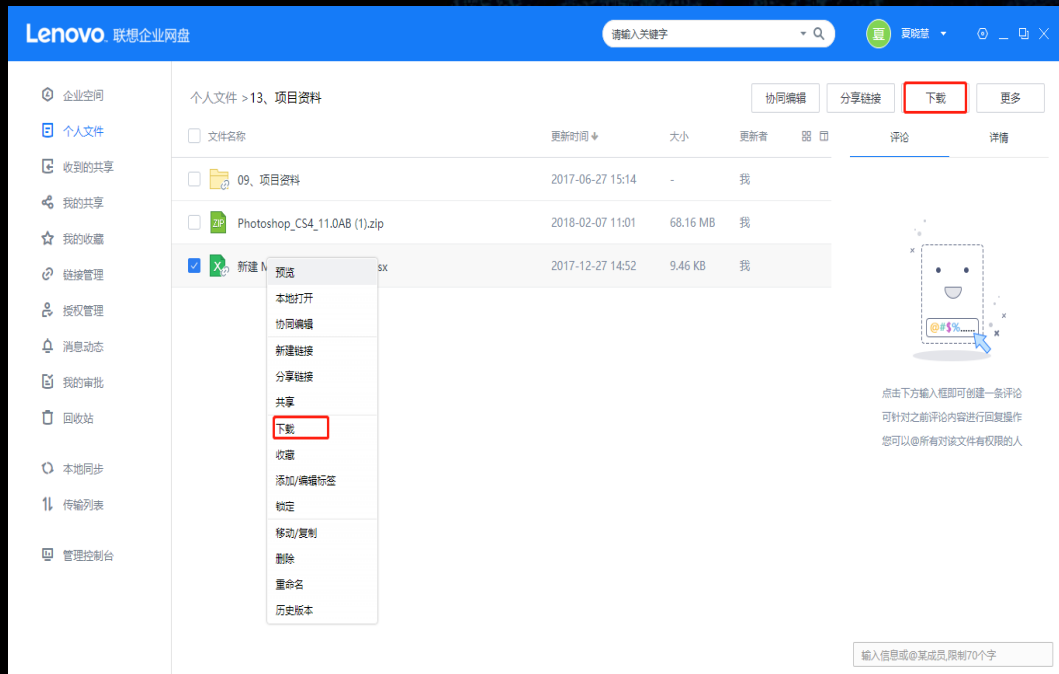 Lenovo 联想企业网盘
请输入关键字
夏 夏晓慧
企业空间
个人文件
收到的共享
我的共享
我的收藏
链接管理
授权管理
消息动态
我的审批
回收站
本地同步
传输列表
管理控制台
个人文件 >13、项目资料
协同编辑 分享链接 下载 更多
文件名称 更新时间 大小 更新者
09、项目资料 2017-06-27 15:14 - 我
ZIP Photoshop_CS4_11.0AB (1).zip 2018-02-07 11:01 68.16 MB 我
X 新建 M sx 2017-12-27 14:52 9.46 KB 我
预览
本地打开
协同编辑
新建链接
分享链接
共享
下载
收藏
添加/编辑标签
锁定
移动/复制
删除
重命名
历史版本
评论 详情
@#$%......
点击下方输入框即可创建一条评论
可针对之前评论内容进行回复操作
您可以@所有对该文件有权限的人
输入信息或@某成员,限制70个字